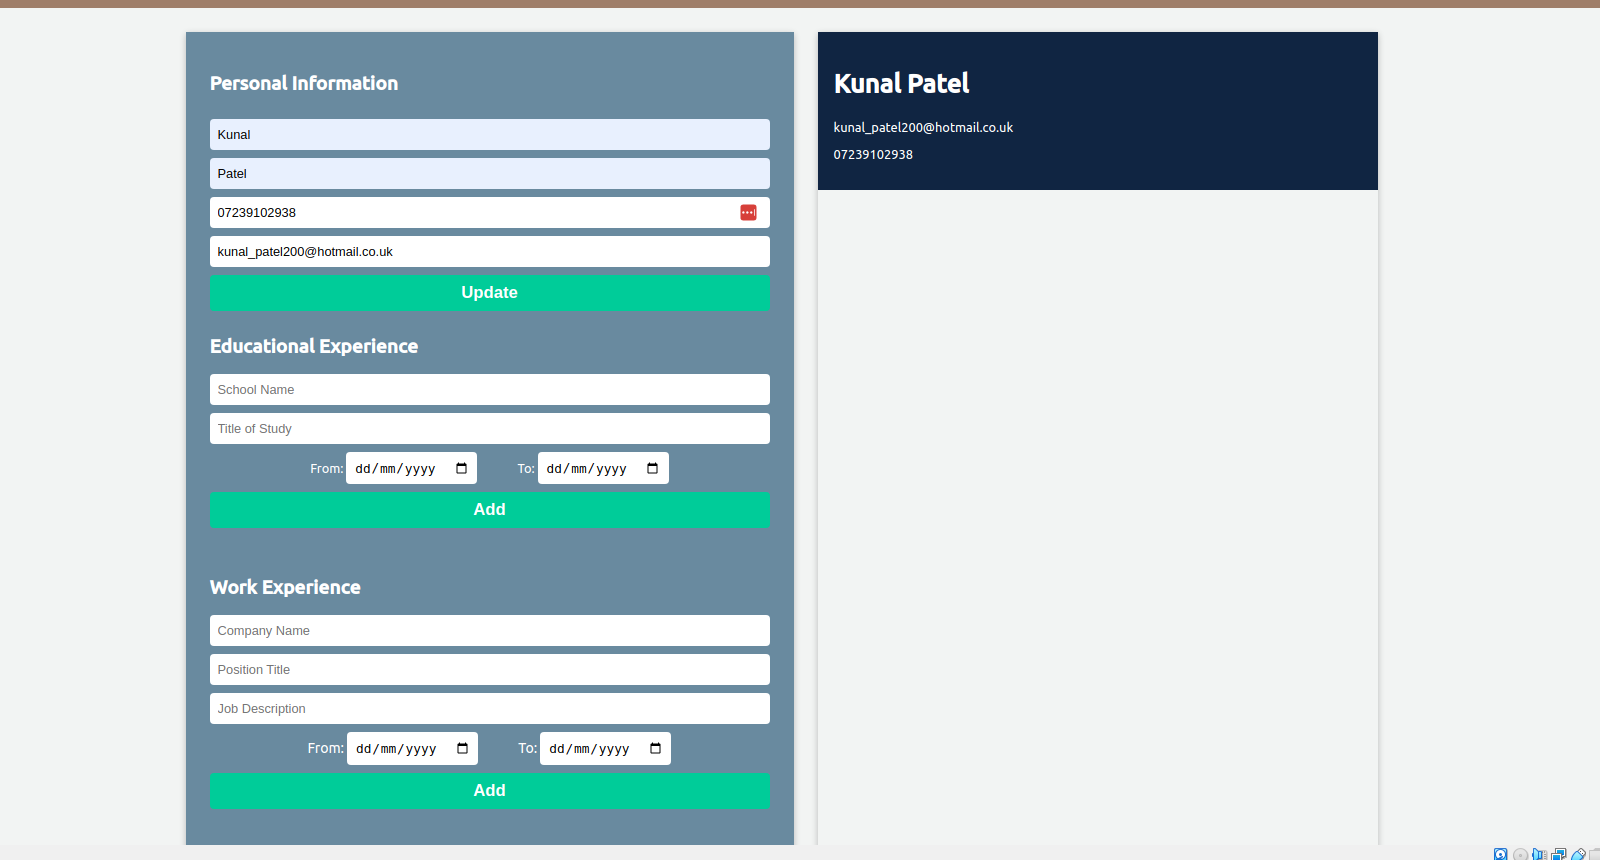 Personal Information
Kunal
Patel
07239102938
kunal_patel200@hotmail.co.uk
Update
Educational Experience
School Name
Title of Study
From: dd/mm/yyyy To: dd/mm/yyyy
Add
Work Experience
Company Name
Position Title
Job Description
From: dd/mm/yyyy To: dd/mm/yyyy
Add
Kunal Patel
kunal_patel200@hotmail.co.uk
07239102938